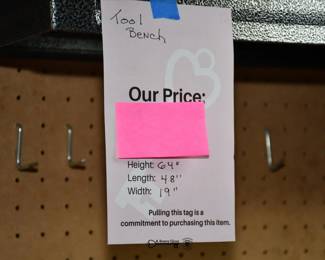 Tool
Bench
Our Price:
Height: 64"
Length: 48"
Width: 19"
Pulling this tag is a
commitment to purchasing this item.